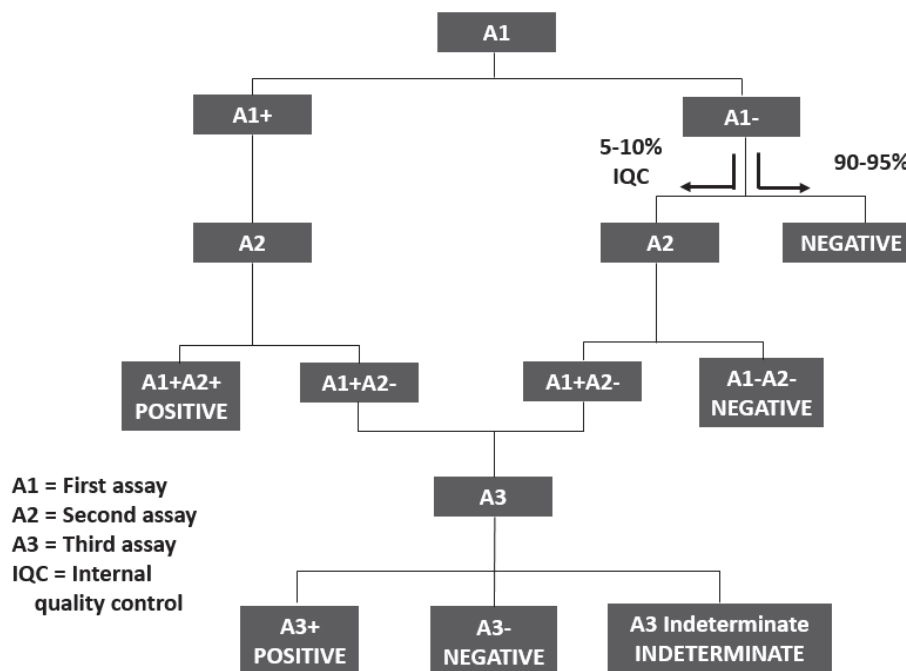 A1
A1+
A1-
5-10%
IQC
90-95%
A2
A2
NEGATIVE
A1+A2+
POSITIVE
A1+A2-
A1+A2-
A1-A2-
NEGATIVE
A1 = First assay
A2 = Second assay
A3 = Third assay
IQC = Internal
quality control
A3
A3+
POSITIVE
A3-
NEGATIVE
A3 Indeterminate
INDETERMINATE